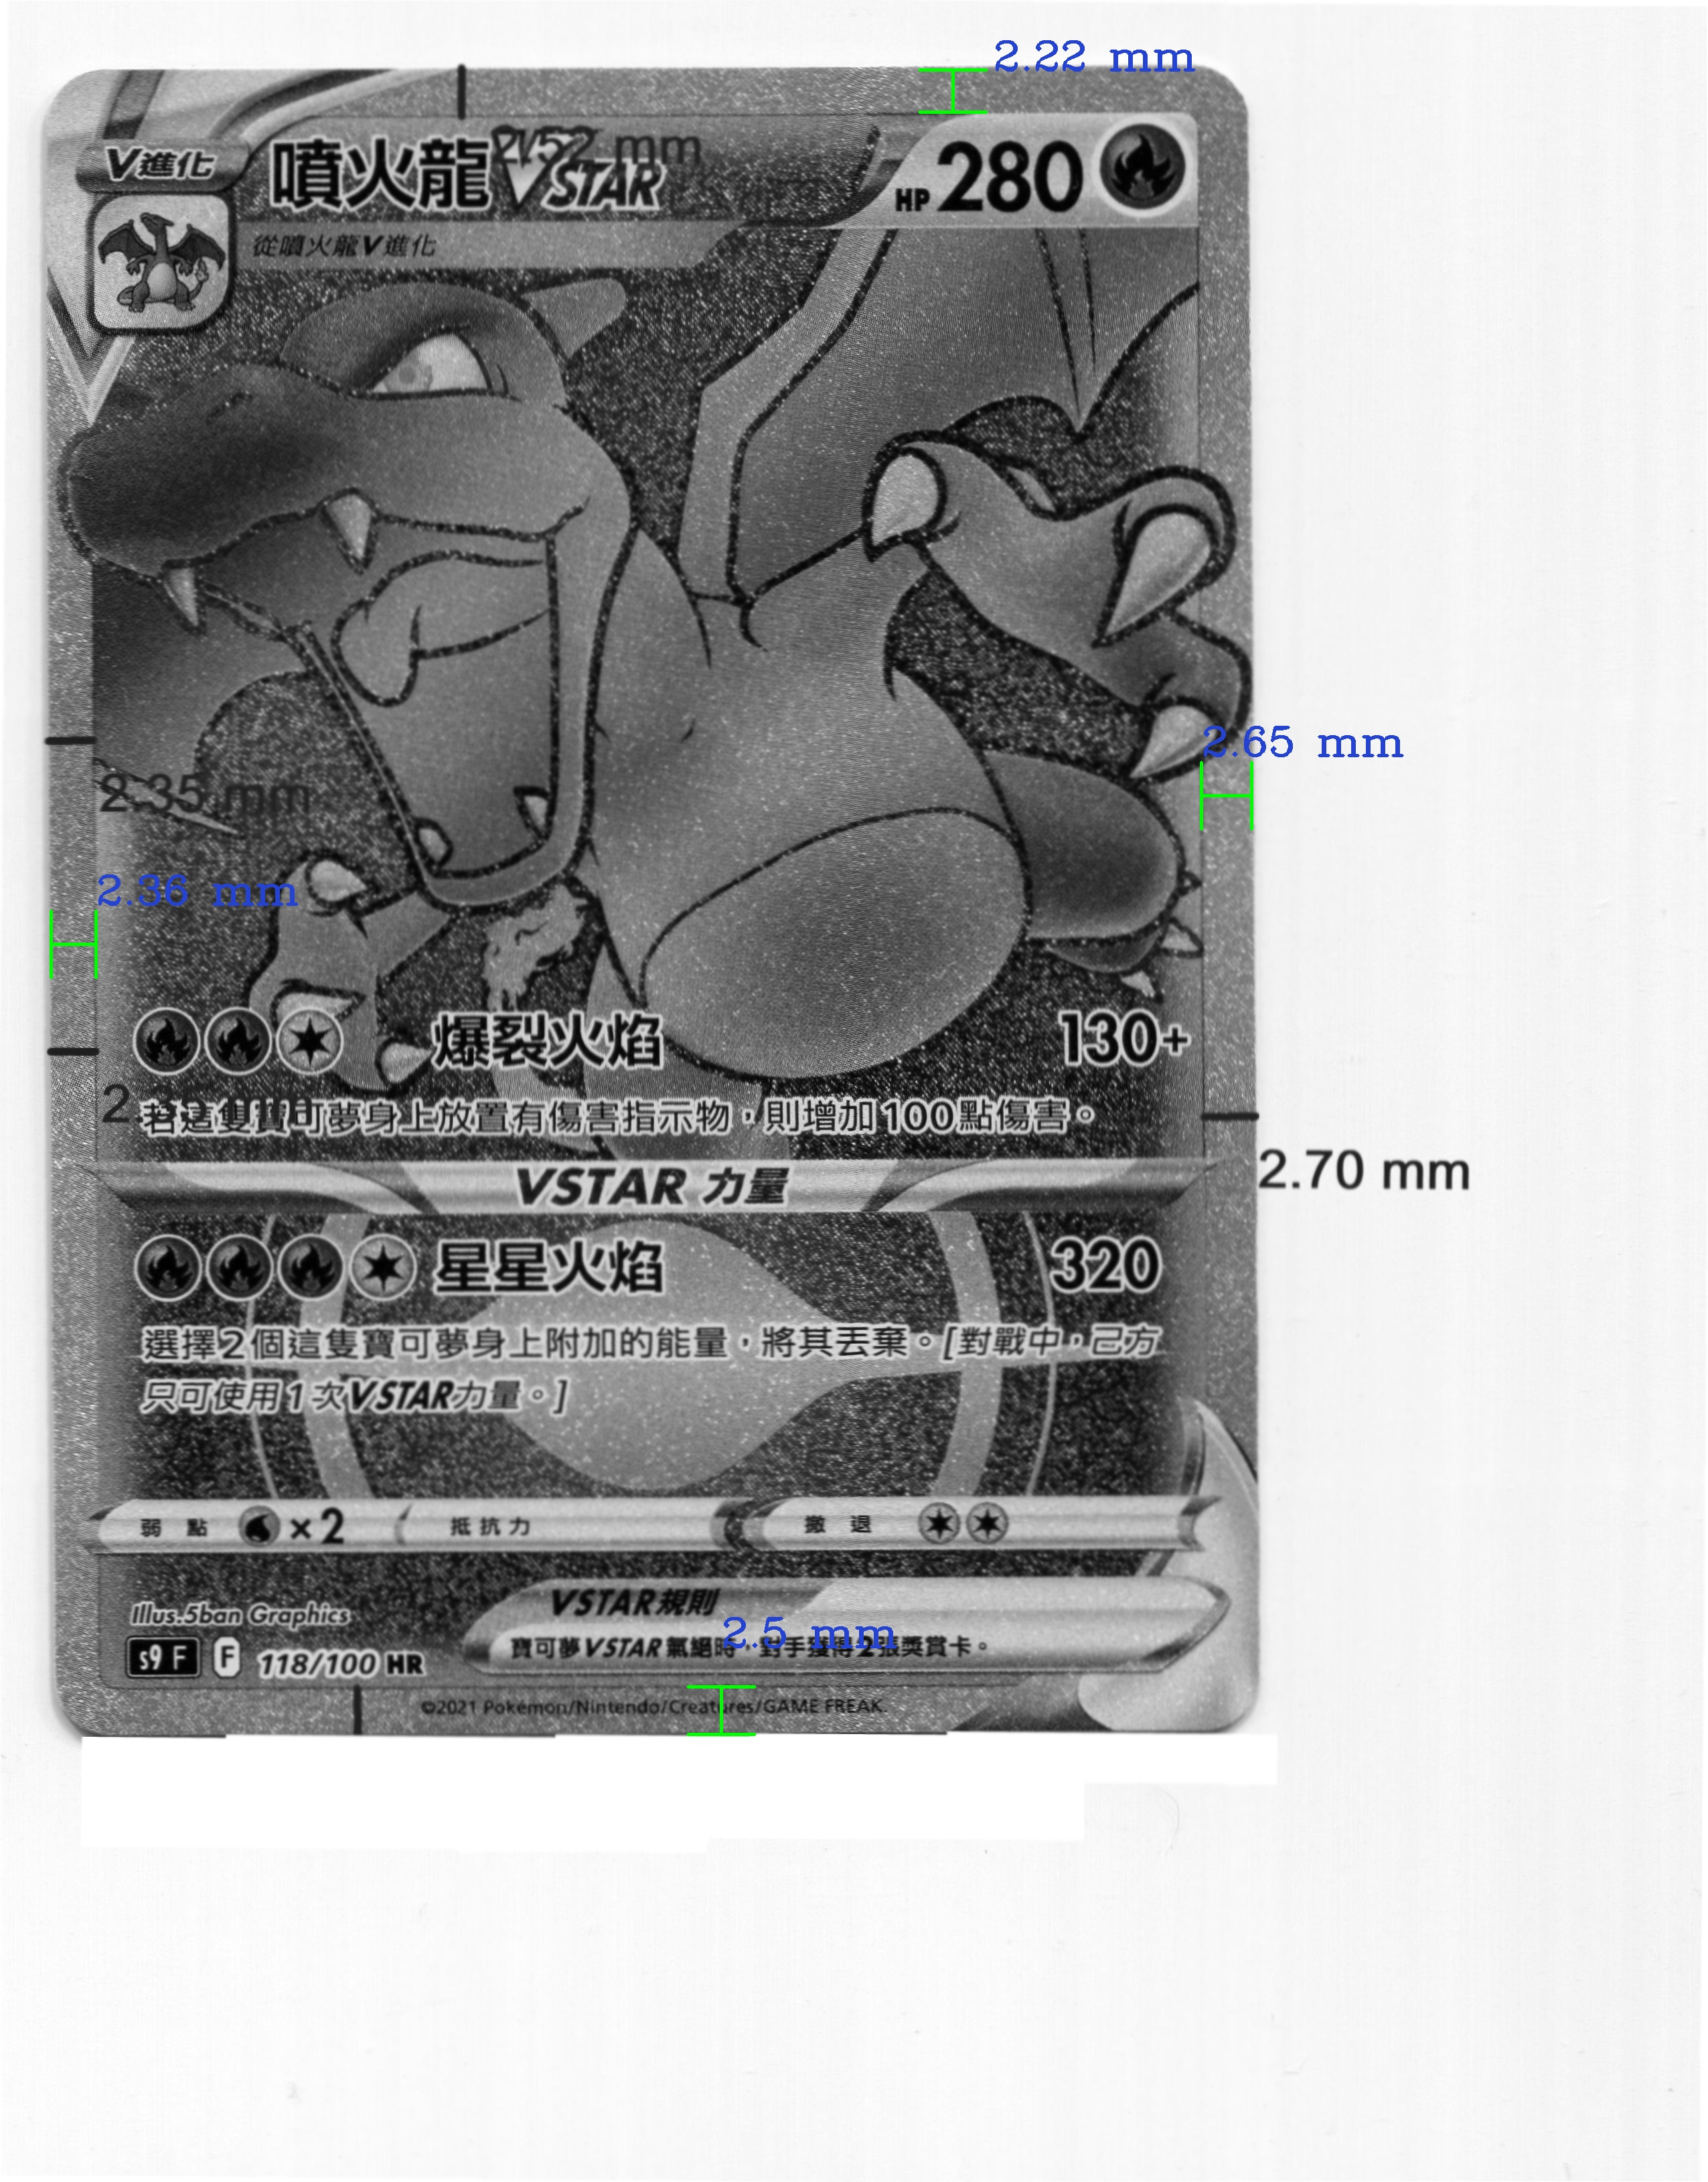 2.22 mm
V進化
噴火龍VSTAR
2.52 mm
HP 280
從噴火龍V進化
2.65 mm
2.35 mm
2.36 mm
爆裂火焰 130+
2.35 mm
若這隻寶可夢身上放置有傷害指示物，則增加100點傷害。
2.70 mm
VSTAR 力量
星星火焰 320
選擇2個這隻寶可夢身上附加的能量，將其丟棄。[對戰中，己方
只可使用1次VSTAR力量。]
弱點 ×2 抵抗力 撤退
VSTAR規則
Illus.5ban Graphics
2.5 mm
寶可夢VSTAR氣絕時，對手獲得2張獎賞卡。
s9 F F 118/100 HR
©2021 Pokémon/Nintendo/Creatures/GAME FREAK.